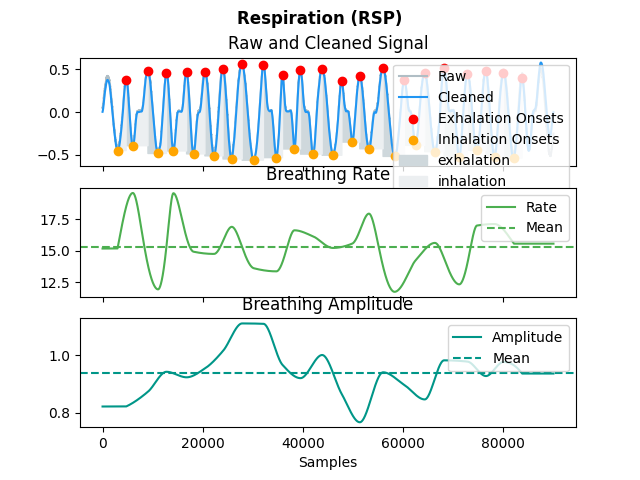 Respiration (RSP)
Raw and Cleaned Signal
0.5
0.0
−0.5
Raw
Cleaned
Exhalation Onsets
Inhalation Onsets
exhalation
inhalation
Breathing Rate
17.5
15.0
12.5
Rate
Mean
Breathing Amplitude
1.0
0.8
Amplitude
Mean
0
20000
40000
60000
80000
Samples